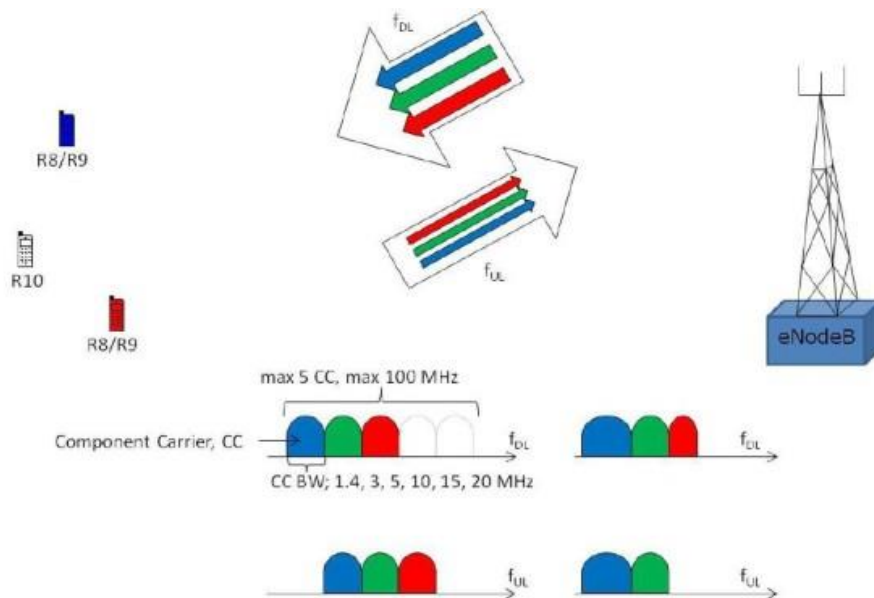 f_DL
R8/R9
R10
R8/R9
f_UL
eNodeB
max 5 CC, max 100 MHz
Component Carrier, CC
f_DL
f_DL
CC BW; 1.4, 3, 5, 10, 15, 20 MHz
f_UL
f_UL